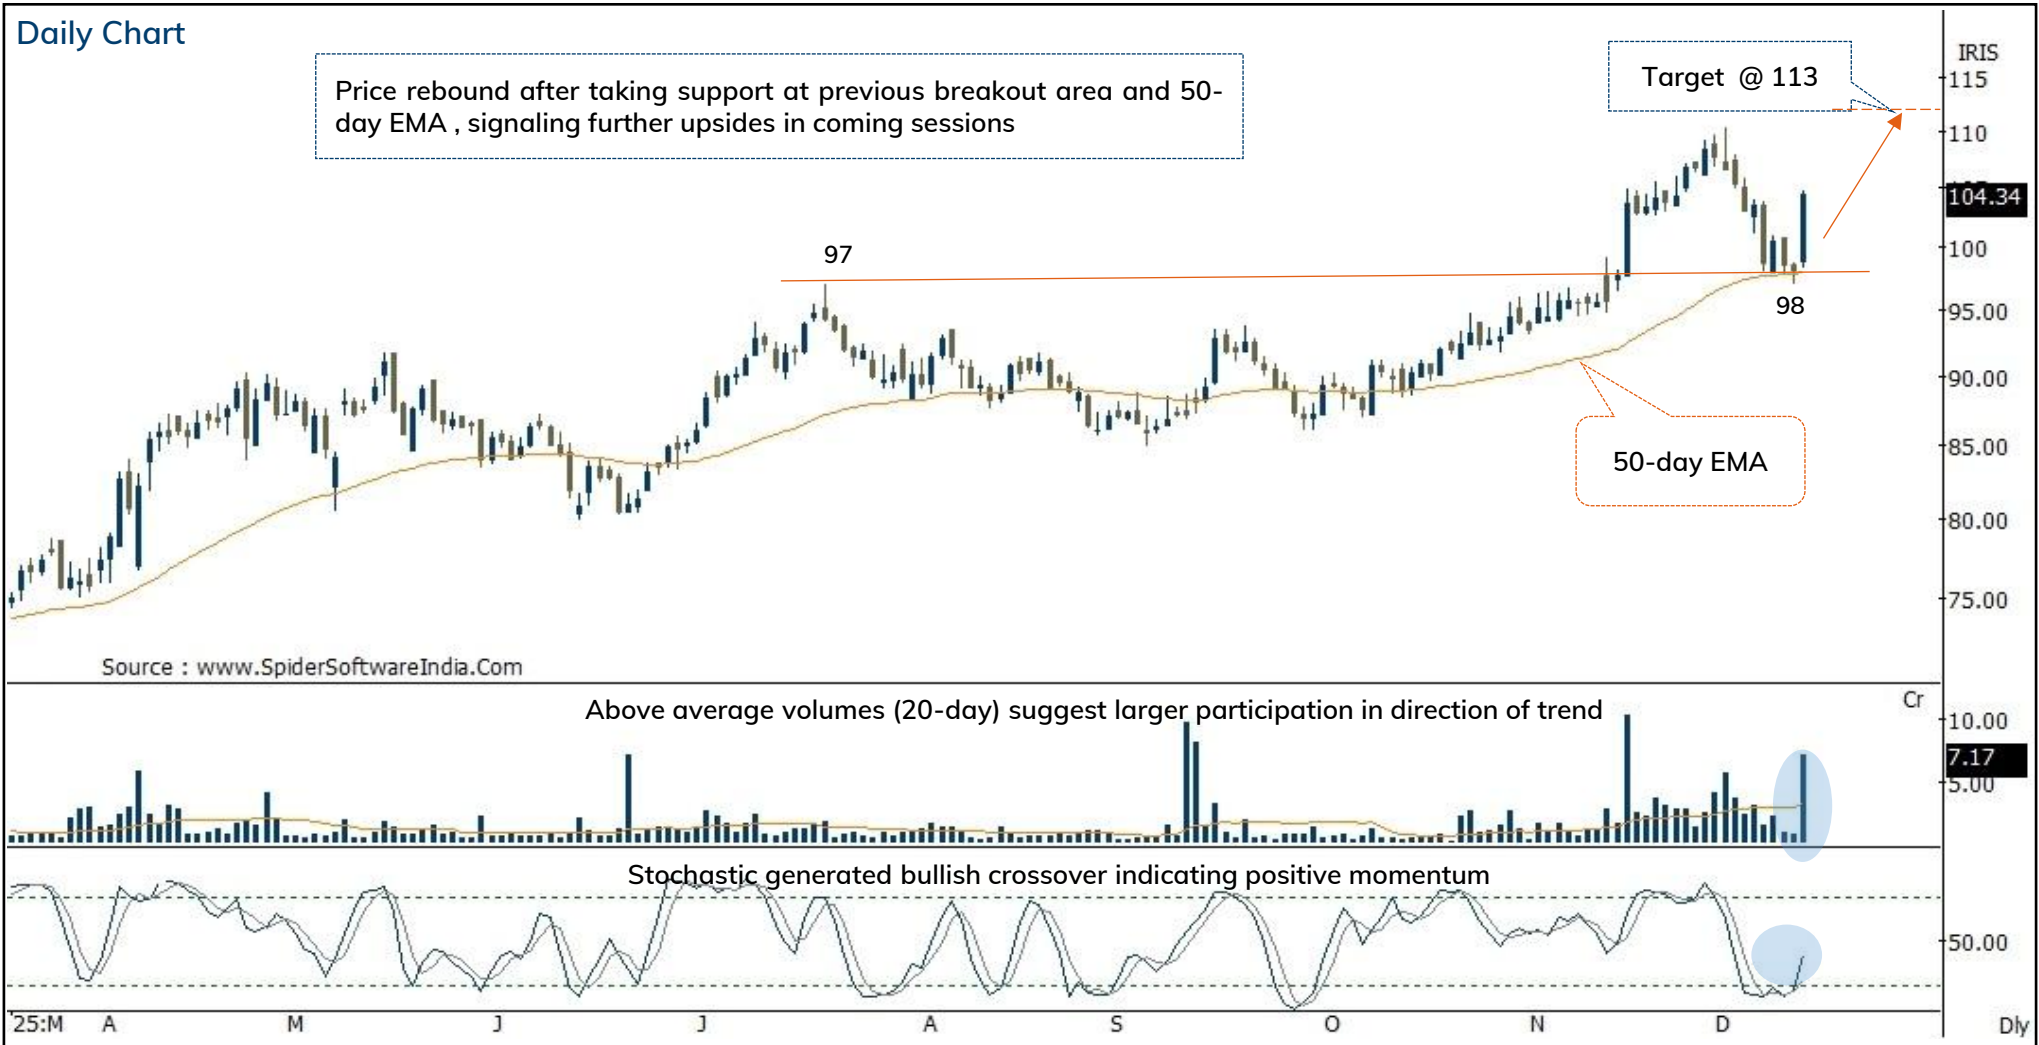 Daily Chart
IRIS
Price rebound after taking support at previous breakout area and 50-
day EMA , signaling further upsides in coming sessions
Target @ 113
115
110
104.34
100
95.00
90.00
85.00
80.00
75.00
97
98
50-day EMA
Source : www.SpiderSoftwareIndia.Com
Above average volumes (20-day) suggest larger participation in direction of trend
Cr
10.00
7.17
5.00
Stochastic generated bullish crossover indicating positive momentum
50.00
'25:M A M J J A S O N D Dly